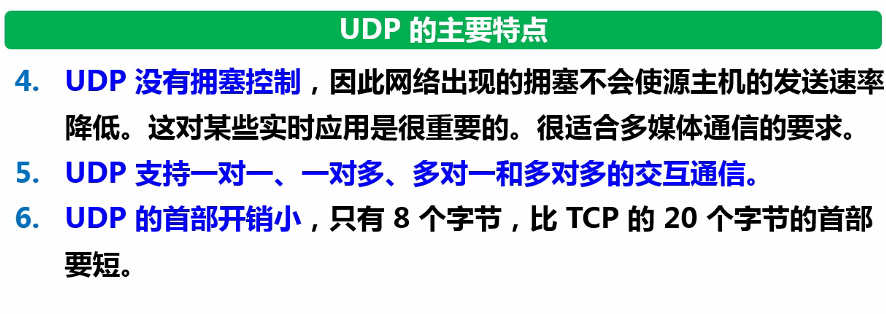 UDP 的主要特点
4. UDP 没有拥塞控制，因此网络出现的拥塞不会使源主机的发送速率
降低。这对某些实时应用是很重要的。很适合多媒体通信的要求。
5. UDP 支持一对一、一对多、多对一和多对多的交互通信。
6. UDP 的首部开销小，只有 8 个字节，比 TCP 的 20 个字节的首部
要短。